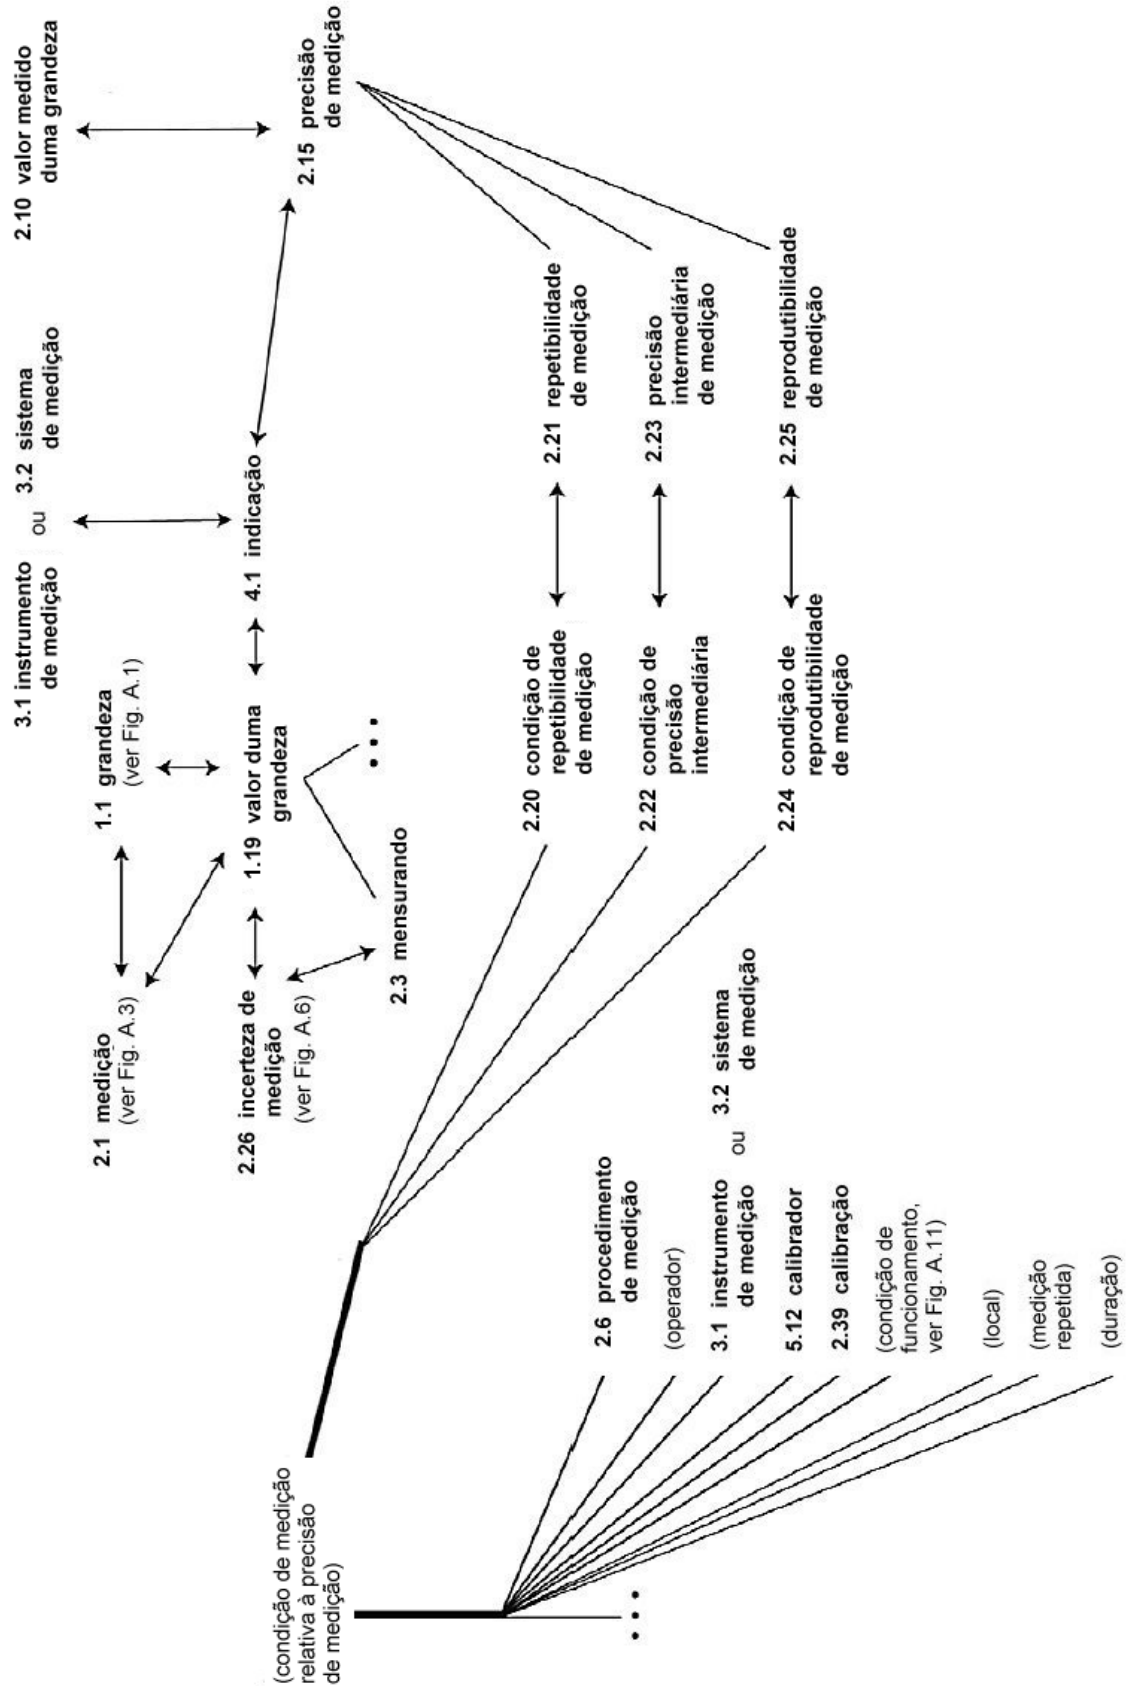 2.1 medição
(ver Fig. A.3)
1.1 grandeza
(ver Fig. A.1)
3.1 instrumento
de medição
ou
3.2 sistema
de medição
2.10 valor medido
duma grandeza
2.26 incerteza de
medição
(ver Fig. A.6)
1.19 valor duma
grandeza
4.1 indicação
2.15 precisão
de medição
2.3 mensurando
...
(condição de medição
relativa à precisão
de medição)
2.20 condição de
repetibilidade
de medição
2.21 repetibilidade
de medição
2.22 condição de
precisão
intermediária
2.23 precisão
intermediária
de medição
2.24 condição de
reprodutibilidade
de medição
2.25 reprodutibilidade
de medição
...
2.6 procedimento
de medição
(operador)
3.1 instrumento
de medição
ou
3.2 sistema
de medição
5.12 calibrador
2.39 calibração
(condição de
funcionamento,
ver Fig. A.11)
(local)
(medição
repetida)
(duração)